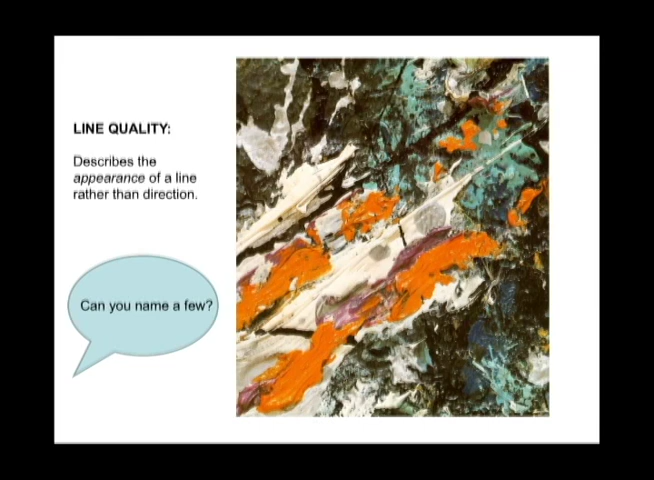 LINE QUALITY:
Describes the
appearance of a line
rather than direction.
Can you name a few?